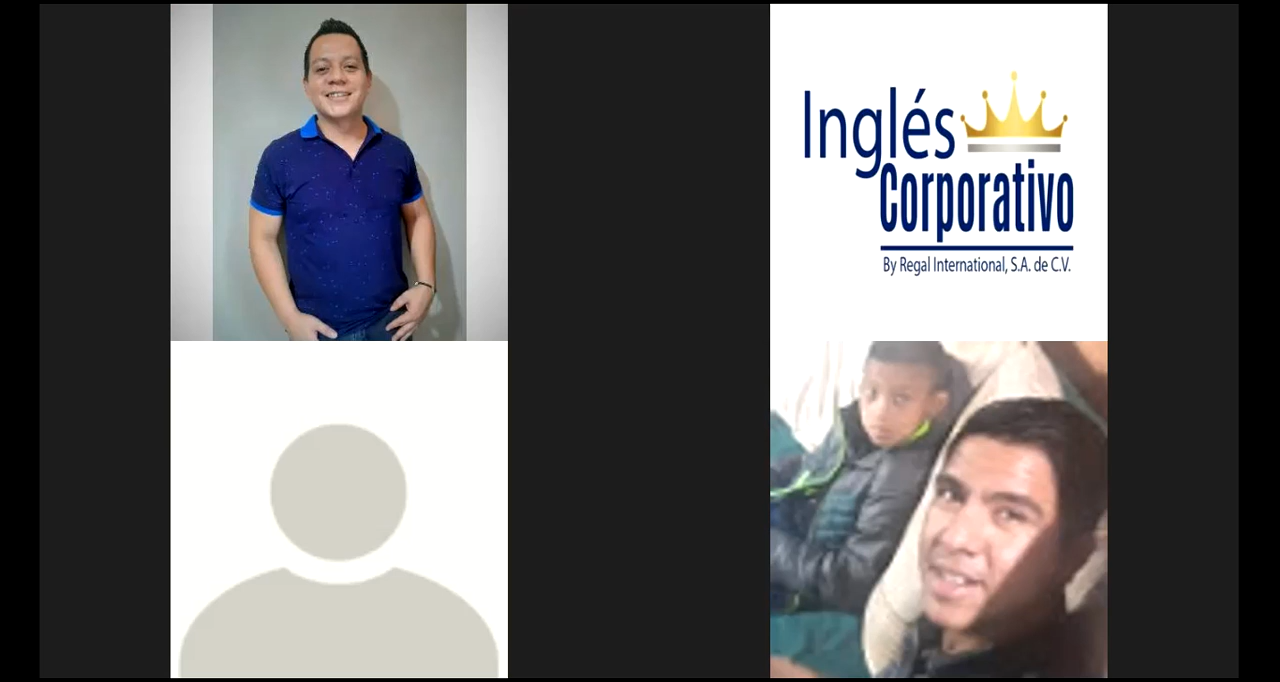 Inglés
Corporativo
By Regal International, S.A. de C.V.